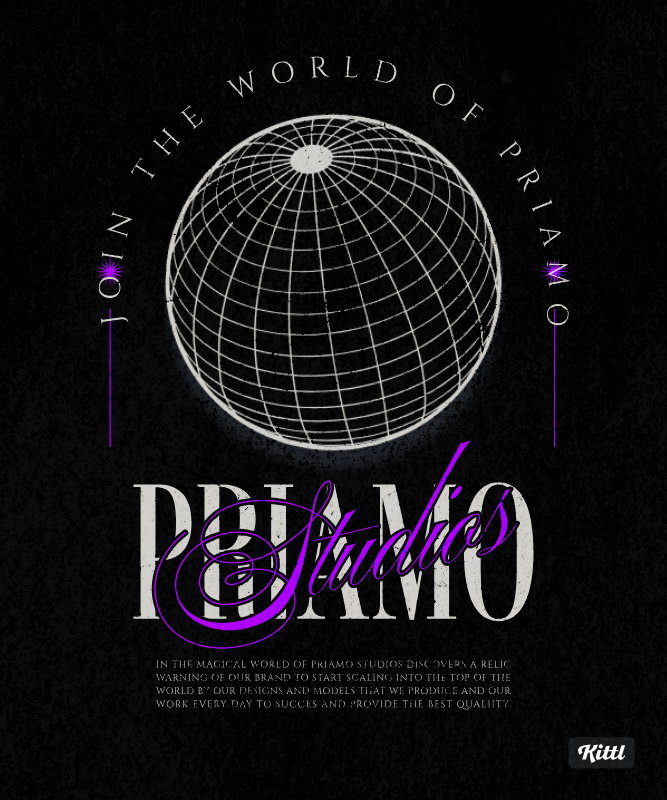 JOIN THE WORLD OF PRIAMO
PRIAMO
Studios
IN THE MAGICAL WORLD OF PRIAMO STUDIOS DISCOVERS A RELIC
WARNING OF OUR BRAND TO START SCALING INTO THE TOP OF THE
WORLD BY OUR DESIGNS AND MODELS THAT WE PRODUCE AND OUR
WORK EVERY DAY TO SUCCES AND PROVIDE THE BEST QUALIITY.
Kittl